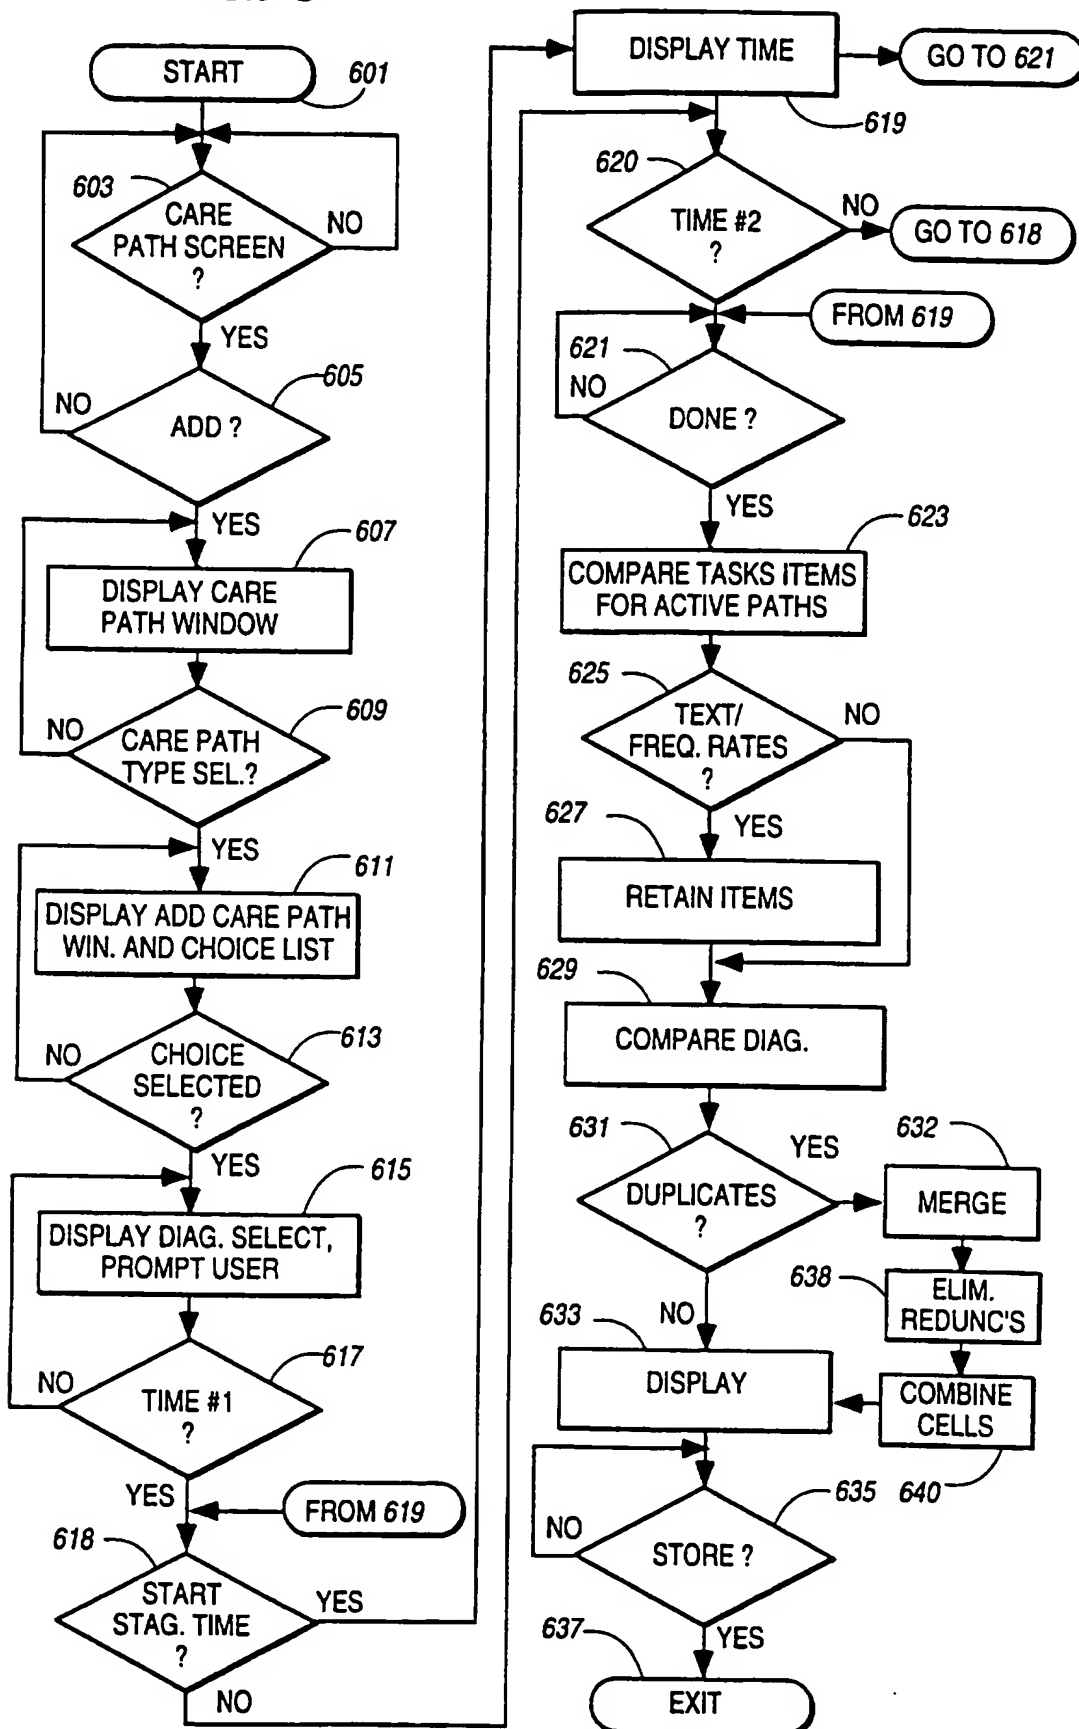 START
601
603
CARE
PATH SCREEN
?
NO
YES
605
NO
ADD ?
YES
607
DISPLAY CARE
PATH WINDOW
609
NO
CARE PATH
TYPE SEL.?
YES
611
DISPLAY ADD CARE PATH
WIN. AND CHOICE LIST
613
NO
CHOICE
SELECTED
?
YES
615
DISPLAY DIAG. SELECT,
PROMPT USER
617
NO
TIME #1
?
YES
FROM 619
618
START
STAG. TIME
?
YES
NO
DISPLAY TIME
GO TO 621
619
620
TIME #2
?
NO
GO TO 618
FROM 619
621
NO
DONE ?
YES
623
COMPARE TASKS ITEMS
FOR ACTIVE PATHS
625
TEXT/
FREQ. RATES
?
NO
YES
627
RETAIN ITEMS
629
COMPARE DIAG.
631
DUPLICATES
?
YES
632
MERGE
638
ELIM.
REDUNC'S
NO
633
DISPLAY
COMBINE
CELLS
640
635
NO
STORE ?
YES
637
EXIT